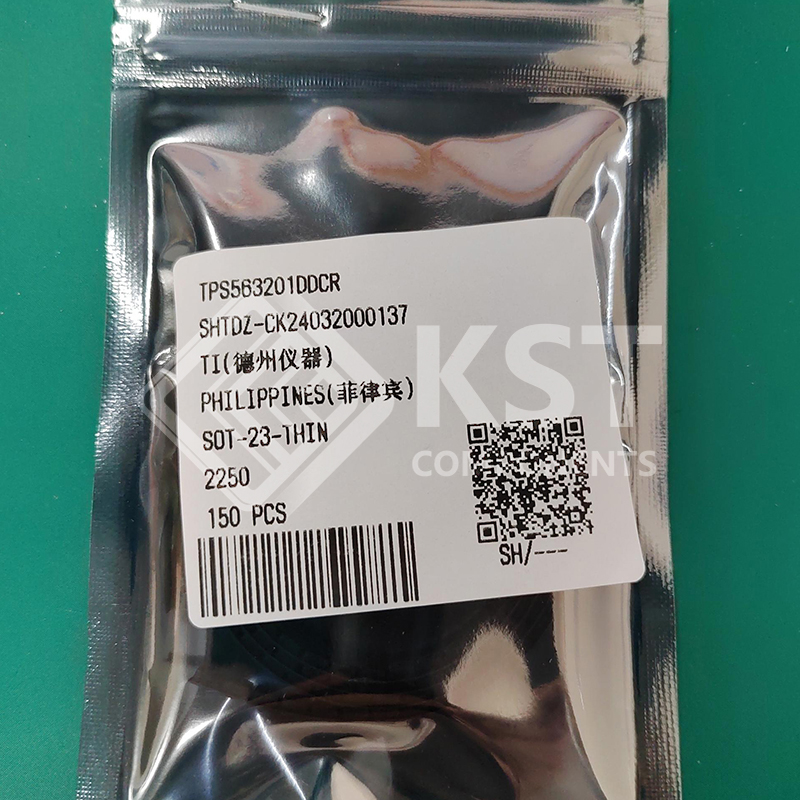 TPS563201DDCR
SHTDZ-CK24032000137
TI(德州仪器)
PHILIPPINES(菲律宾)
SOT-23-THIN
2250
150 PCS
SH/---
KST
COMPONENTS